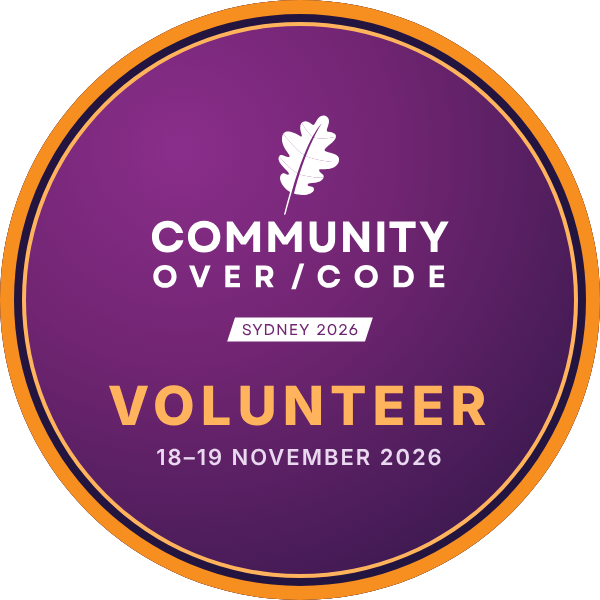 COMMUNITY
OVER/CODE
SYDNEY 2026
VOLUNTEER
18–19 NOVEMBER 2026